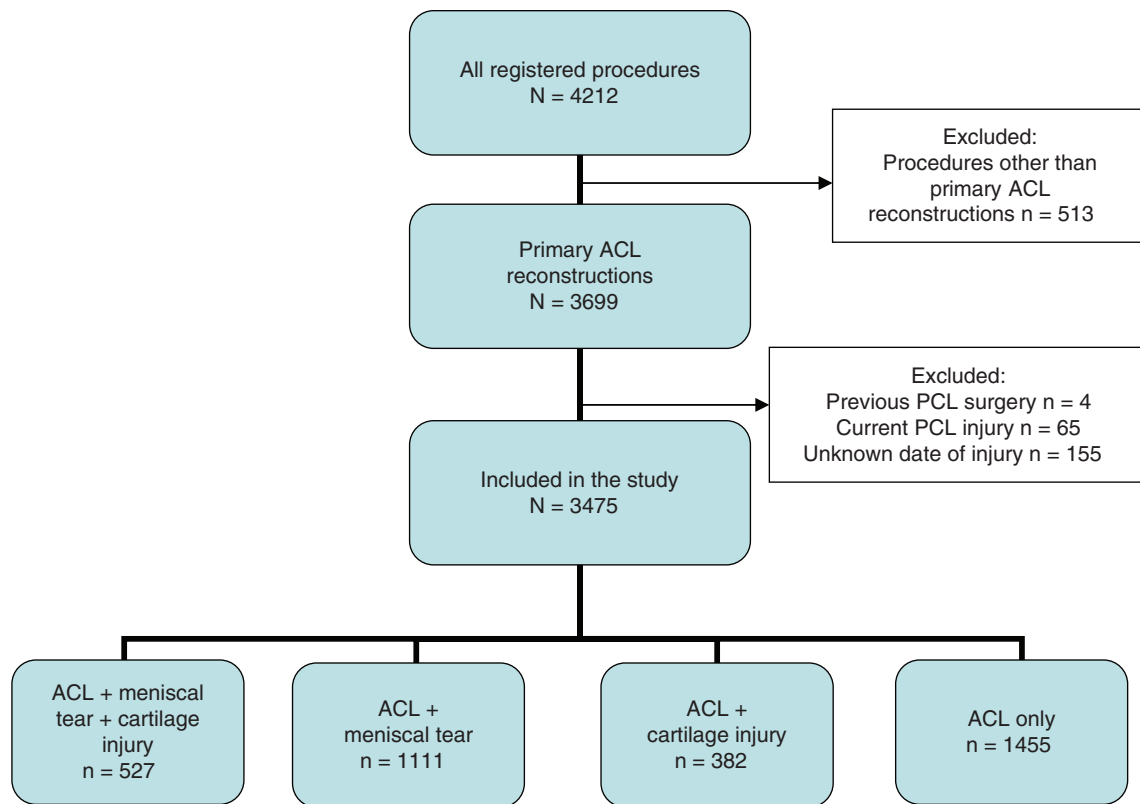 All registered procedures
N = 4212
Excluded:
Procedures other than
primary ACL
reconstructions n = 513
Primary ACL
reconstructions
N = 3699
Excluded:
Previous PCL surgery n = 4
Current PCL injury n = 65
Unknown date of injury n = 155
Included in the study
N = 3475
ACL + meniscal
tear + cartilage
injury
n = 527
ACL +
meniscal tear
n = 1111
ACL +
cartilage injury
n = 382
ACL only
n = 1455